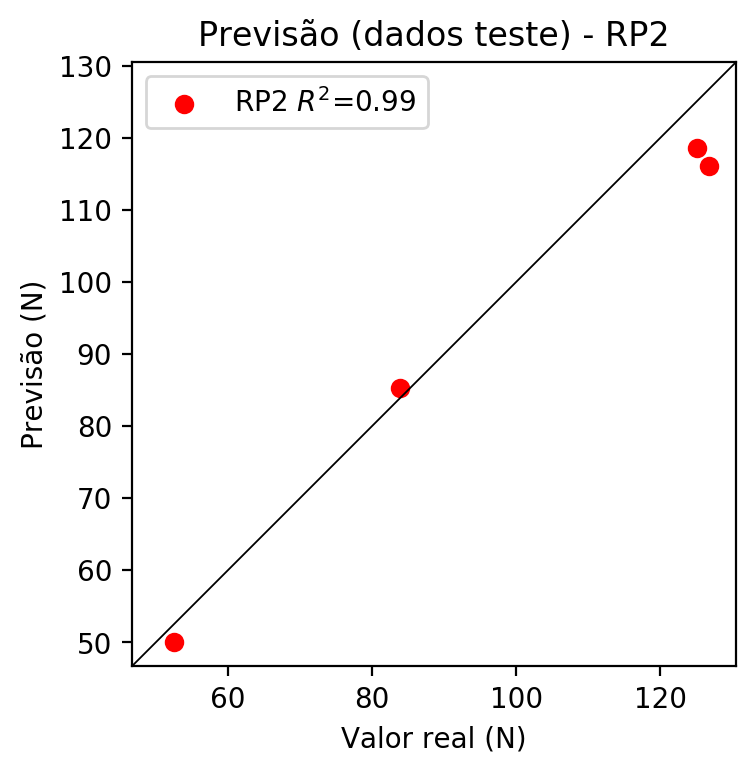 Previsão (dados teste) - RP2
RP2 R²=0.99
Previsão (N)
130
120
110
100
90
80
70
60
50
60 80 100 120
Valor real (N)